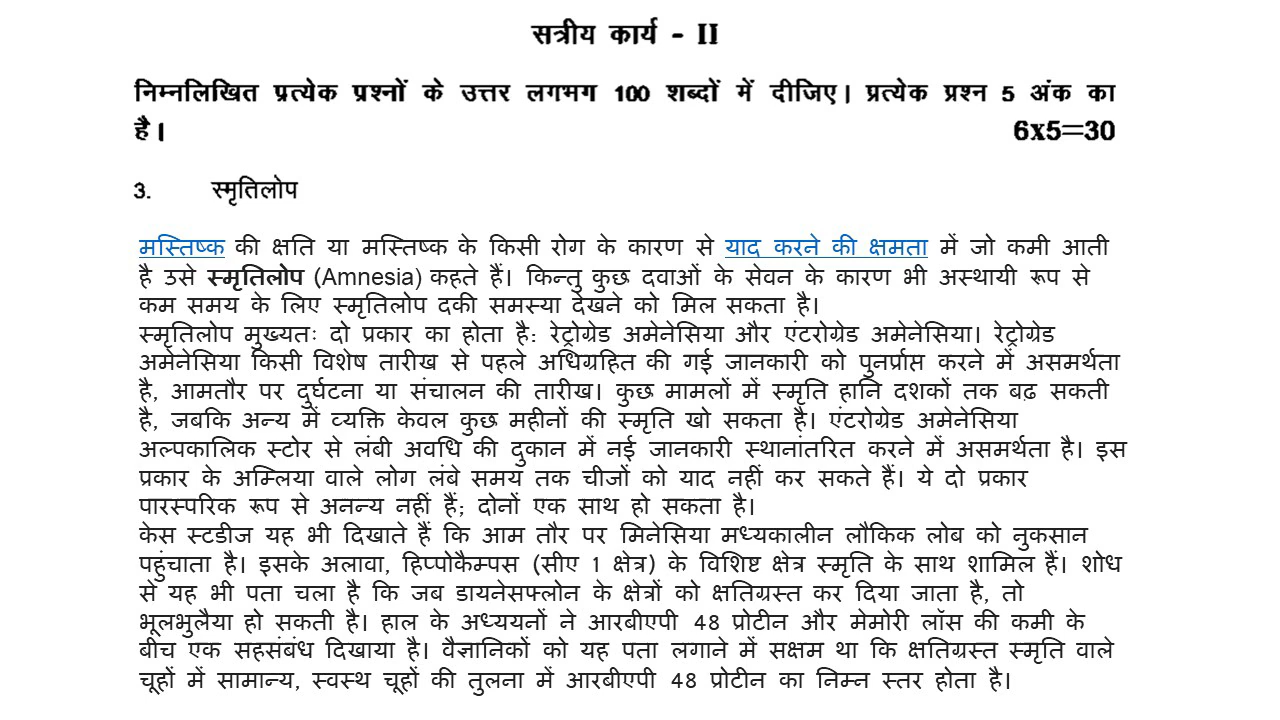 सत्रीय कार्य - II
निम्नलिखित प्रत्येक प्रश्नों के उत्तर लगभग 100 शब्दों में दीजिए। प्रत्येक प्रश्न 5 अंक का
है। 6x5=30
3. स्मृतिलोप
मस्तिष्क की क्षति या मस्तिष्क के किसी रोग के कारण से याद करने की क्षमता में जो कमी आती
है उसे स्मृतिलोप (Amnesia) कहते हैं। किन्तु कुछ दवाओं के सेवन के कारण भी अस्थायी रूप से
कम समय के लिए स्मृतिलोप दकी समस्या देखने को मिल सकता है।
स्मृतिलोप मुख्यतः दो प्रकार का होता है: रेट्रोग्रेड अमेनेसिया और एंटरोग्रेड अमेनेसिया। रेट्रोग्रेड
अमेनेसिया किसी विशेष तारीख से पहले अधिग्रहित की गई जानकारी को पुनर्प्राप्त करने में असमर्थता
है, आमतौर पर दुर्घटना या संचालन की तारीख। कुछ मामलों में स्मृति हानि दशकों तक बढ़ सकती
है, जबकि अन्य में व्यक्ति केवल कुछ महीनों की स्मृति खो सकता है। एंटरोग्रेड अमेनेसिया
अल्पकालिक स्टोर से लंबी अवधि की दुकान में नई जानकारी स्थानांतरित करने में असमर्थता है। इस
प्रकार के अम्लिया वाले लोग लंबे समय तक चीजों को याद नहीं कर सकते हैं। ये दो प्रकार
पारस्परिक रूप से अनन्य नहीं हैं; दोनों एक साथ हो सकता है।
केस स्टडीज यह भी दिखाते हैं कि आम तौर पर मिनेसिया मध्यकालीन लौकिक लोब को नुकसान
पहुंचाता है। इसके अलावा, हिप्पोकैम्पस (सीए 1 क्षेत्र) के विशिष्ट क्षेत्र स्मृति के साथ शामिल हैं। शोध
से यह भी पता चला है कि जब डायनेसफ्लोन के क्षेत्रों को क्षतिग्रस्त कर दिया जाता है, तो
भूलभुलैया हो सकती है। हाल के अध्ययनों ने आरबीएपी 48 प्रोटीन और मेमोरी लॉस की कमी के
बीच एक सहसंबंध दिखाया है। वैज्ञानिकों को यह पता लगाने में सक्षम था कि क्षतिग्रस्त स्मृति वाले
चूहों में सामान्य, स्वस्थ चूहों की तुलना में आरबीएपी 48 प्रोटीन का निम्न स्तर होता है।